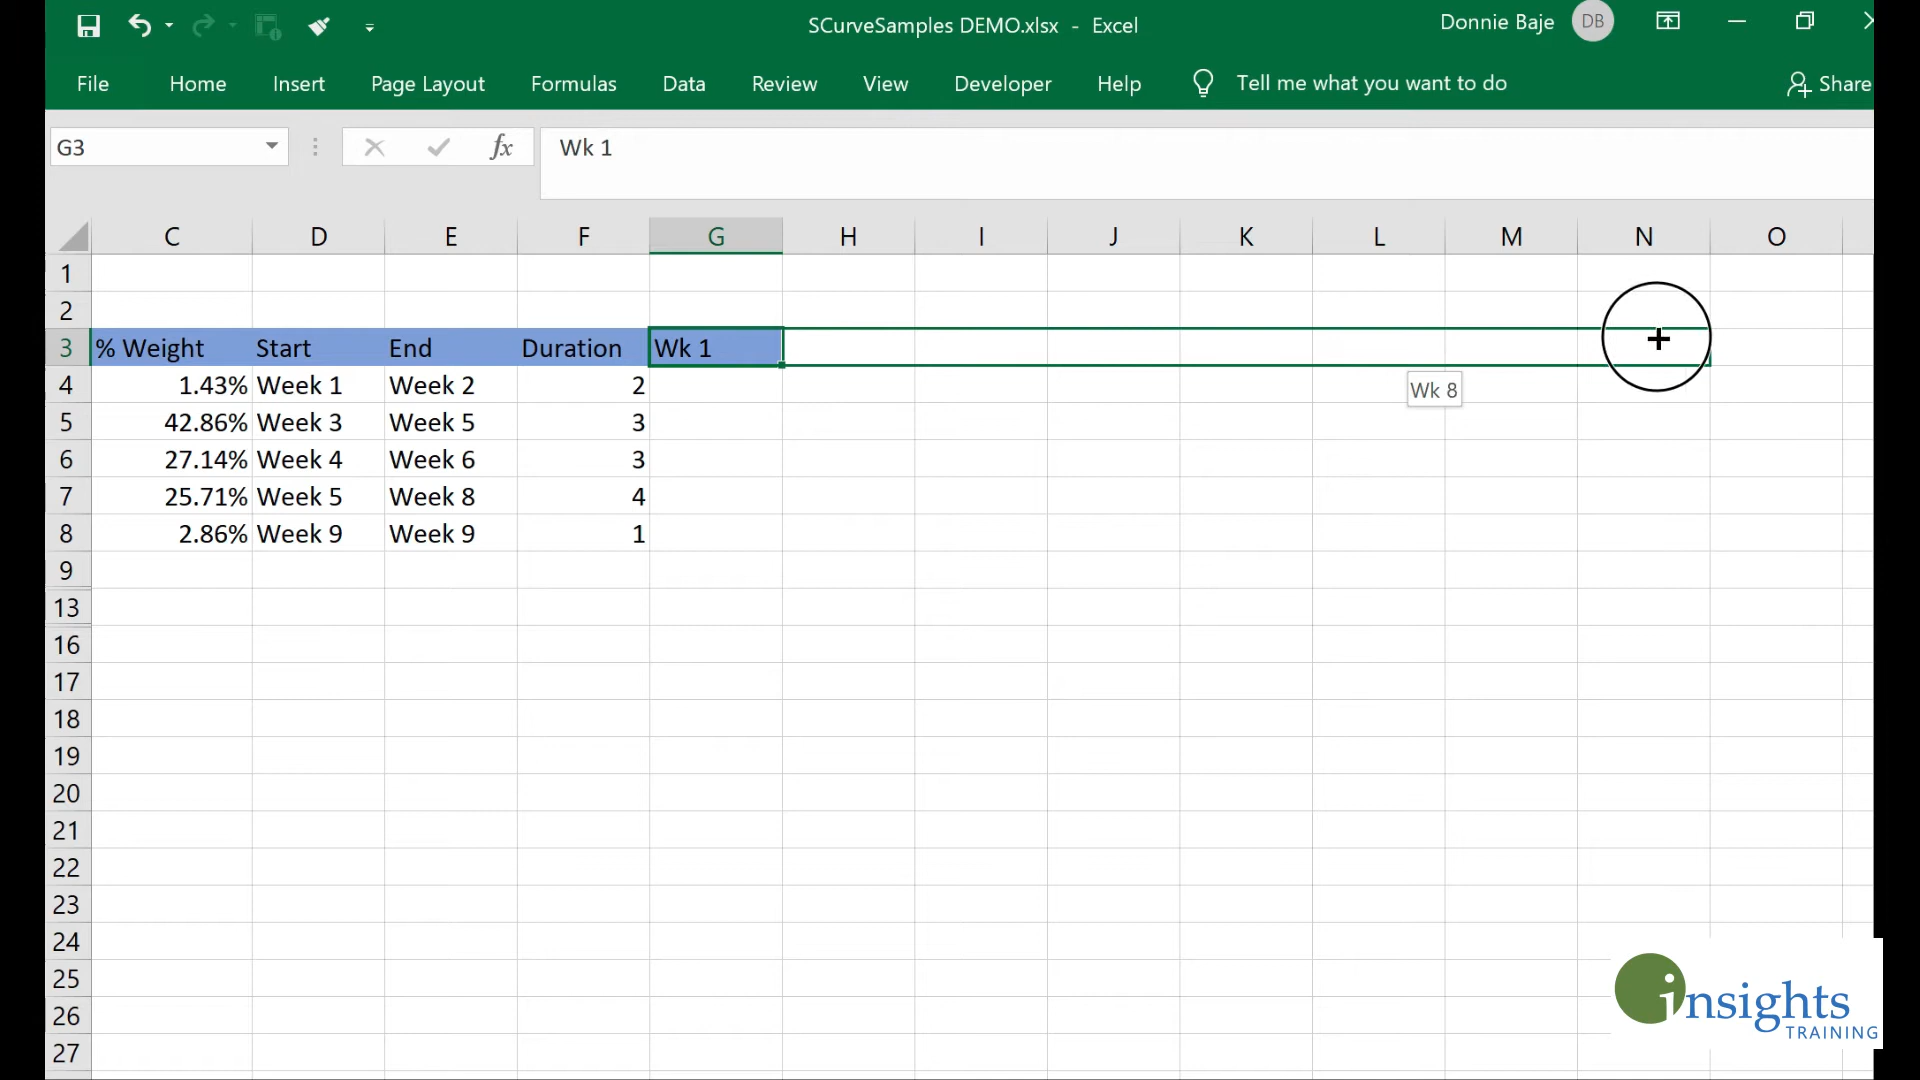 SCurveSamples DEMO.xlsx - Excel
Donnie Baje DB
File Home Insert Page Layout Formulas Data Review View Developer Help Tell me what you want to do Share
G3 fx Wk 1
C D E F G H I J K L M N O
1
2
3 % Weight Start End Duration Wk 1
4 1.43% Week 1 Week 2 2
Wk 8
5 42.86% Week 3 Week 5 3
6 27.14% Week 4 Week 6 3
7 25.71% Week 5 Week 8 4
8 2.86% Week 9 Week 9 1
9
13
16
17
18
19
20
21
22
23
24
25
26
27
insights
TRAINING